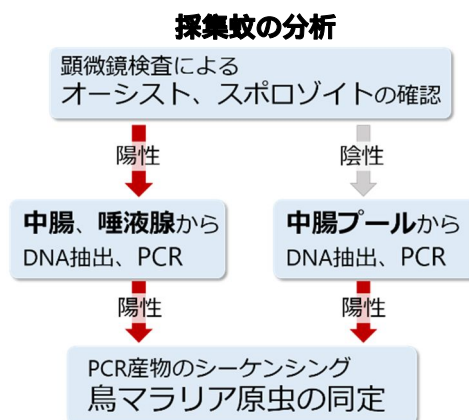 採集蚊の分析
顕微鏡検査による
オーシスト、スポロゾイトの確認
陽性
陰性
中腸、唾液腺から
DNA抽出、PCR
中腸プールから
DNA抽出、PCR
陽性
陽性
PCR産物のシーケンシング
鳥マラリア原虫の同定